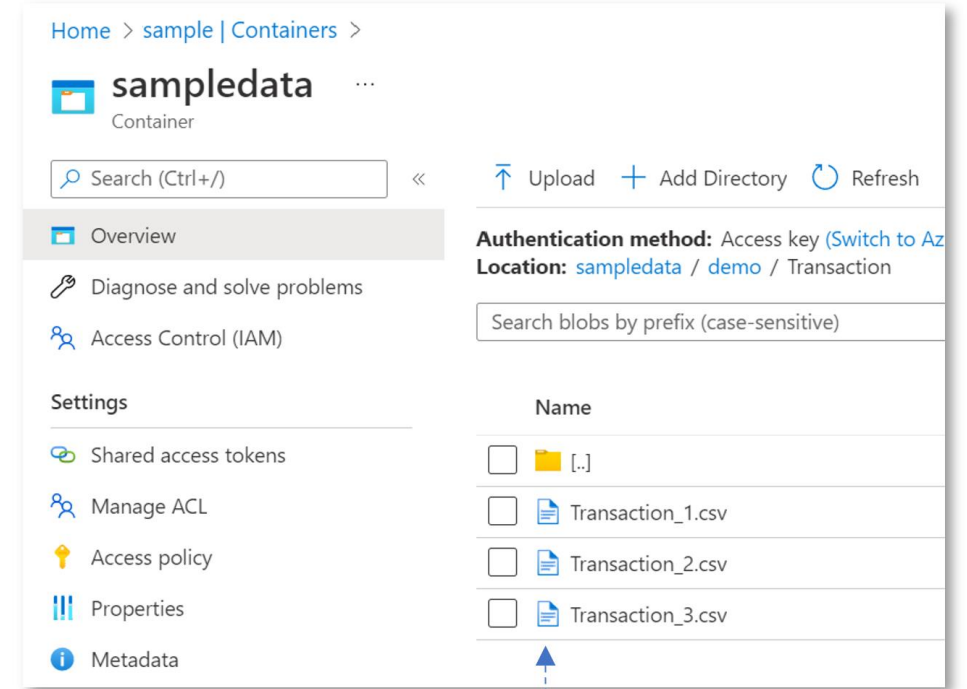 Home > sample | Containers >
sampledata ...
Container
Search (Ctrl+/) «
Overview
Diagnose and solve problems
Access Control (IAM)
Settings
Shared access tokens
Manage ACL
Access policy
Properties
Metadata
Upload + Add Directory Refresh
Authentication method: Access key (Switch to Az
Location: sampledata / demo / Transaction
Search blobs by prefix (case-sensitive)
Name
[..]
Transaction_1.csv
Transaction_2.csv
Transaction_3.csv